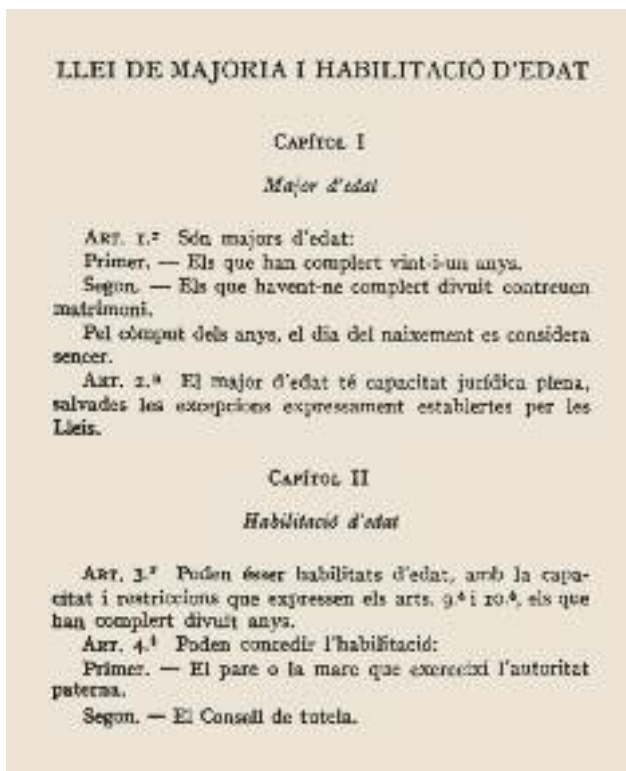 LLEI DE MAJORIA I HABILITACIÓ D'EDAT
CAPÍTOL I
Major d'edat
ART. 1.r Són majors d'edat:
Primer. — Els que han complert vint-i-un anys.
Segon. — Els que havent-ne complert divuit contreuen
matrimoni.
Pel còmput dels anys, el dia del naixement es considera
sencer.
ART. 2.n El major d'edat té capacitat jurídica plena,
salvades les excepcions expressament establertes per les
Lleis.
CAPÍTOL II
Habilitació d'edat
ART. 3.r Poden ésser habilitats d'edat, amb la capa-
citat i restriccions que expressen els arts. 9.è i 10.è, els que
han complert divuit anys.
ART. 4.t Poden concedir l'habilitació:
Primer. — El pare o la mare que exerceixi l'autoritat
paterna.
Segon. — El Consell de tutela.